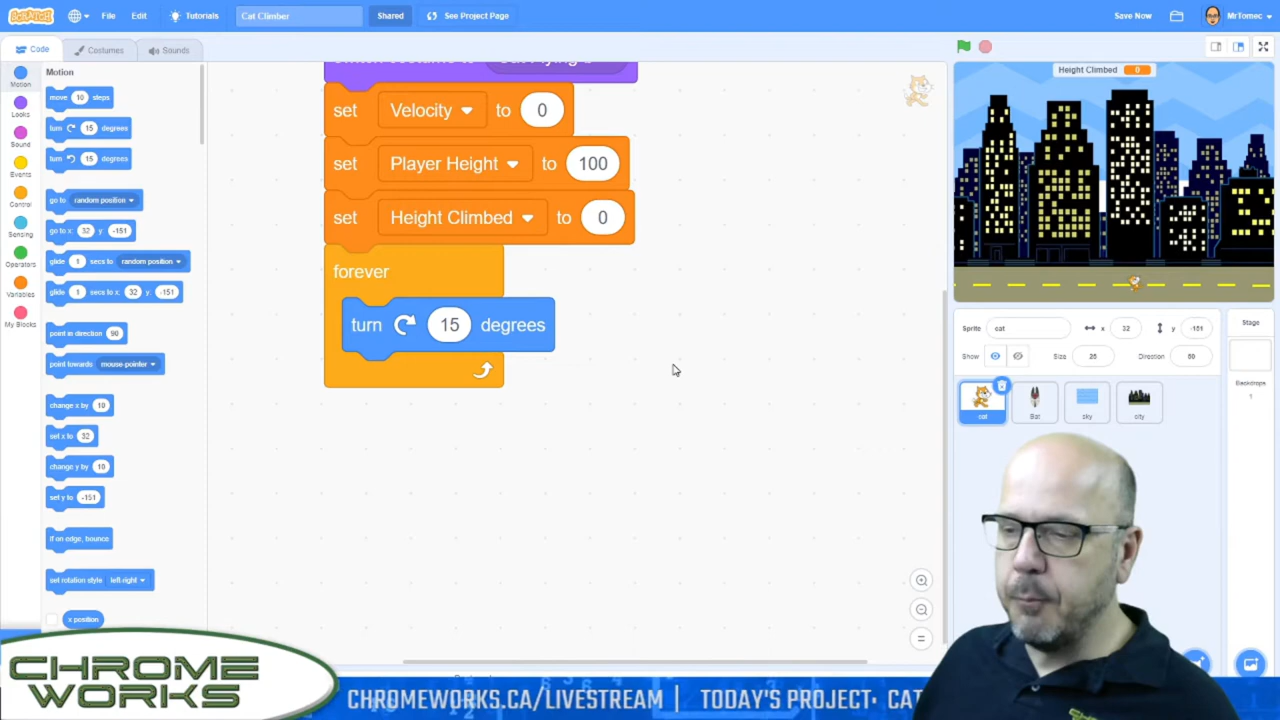 SCRATCH
File
Edit
Tutorials
Cat Climber
Shared
See Project Page
Save Now
MrTomec
Code
Costumes
Sounds
Motion
Looks
Sound
Events
Control
Sensing
Operators
Variables
My Blocks
Motion
move 10 steps
turn 15 degrees
turn 15 degrees
go to random position
go to x: 32 y: -151
glide 1 secs to random position
glide 1 secs to x: 32 y: -151
point in direction 90
point towards mouse-pointer
change x by 10
set x to 32
change y by 10
set y to -151
if on edge, bounce
set rotation style left-right
x position
set Velocity to 0
set Player Height to 100
set Height Climbed to 0
forever
turn 15 degrees
Height Climbed 0
Sprite cat x 32 y -151
Show Size Direction
Stage
Backdrops
1
cat
Bat
sky
city
CHROME
WORKS
CHROMEWORKS.CA/LIVESTREAM | TODAY'S PROJECT: CAT